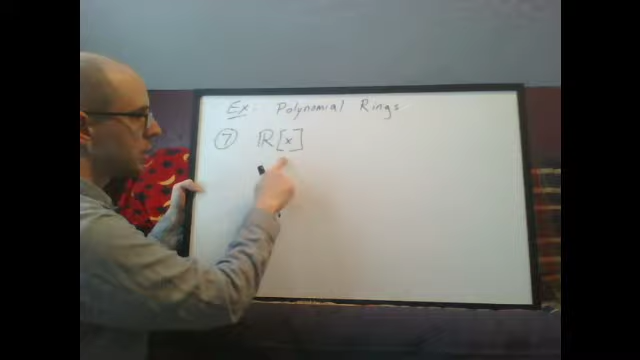 Ex: Polynomial Rings
⑦ ℝ[x]